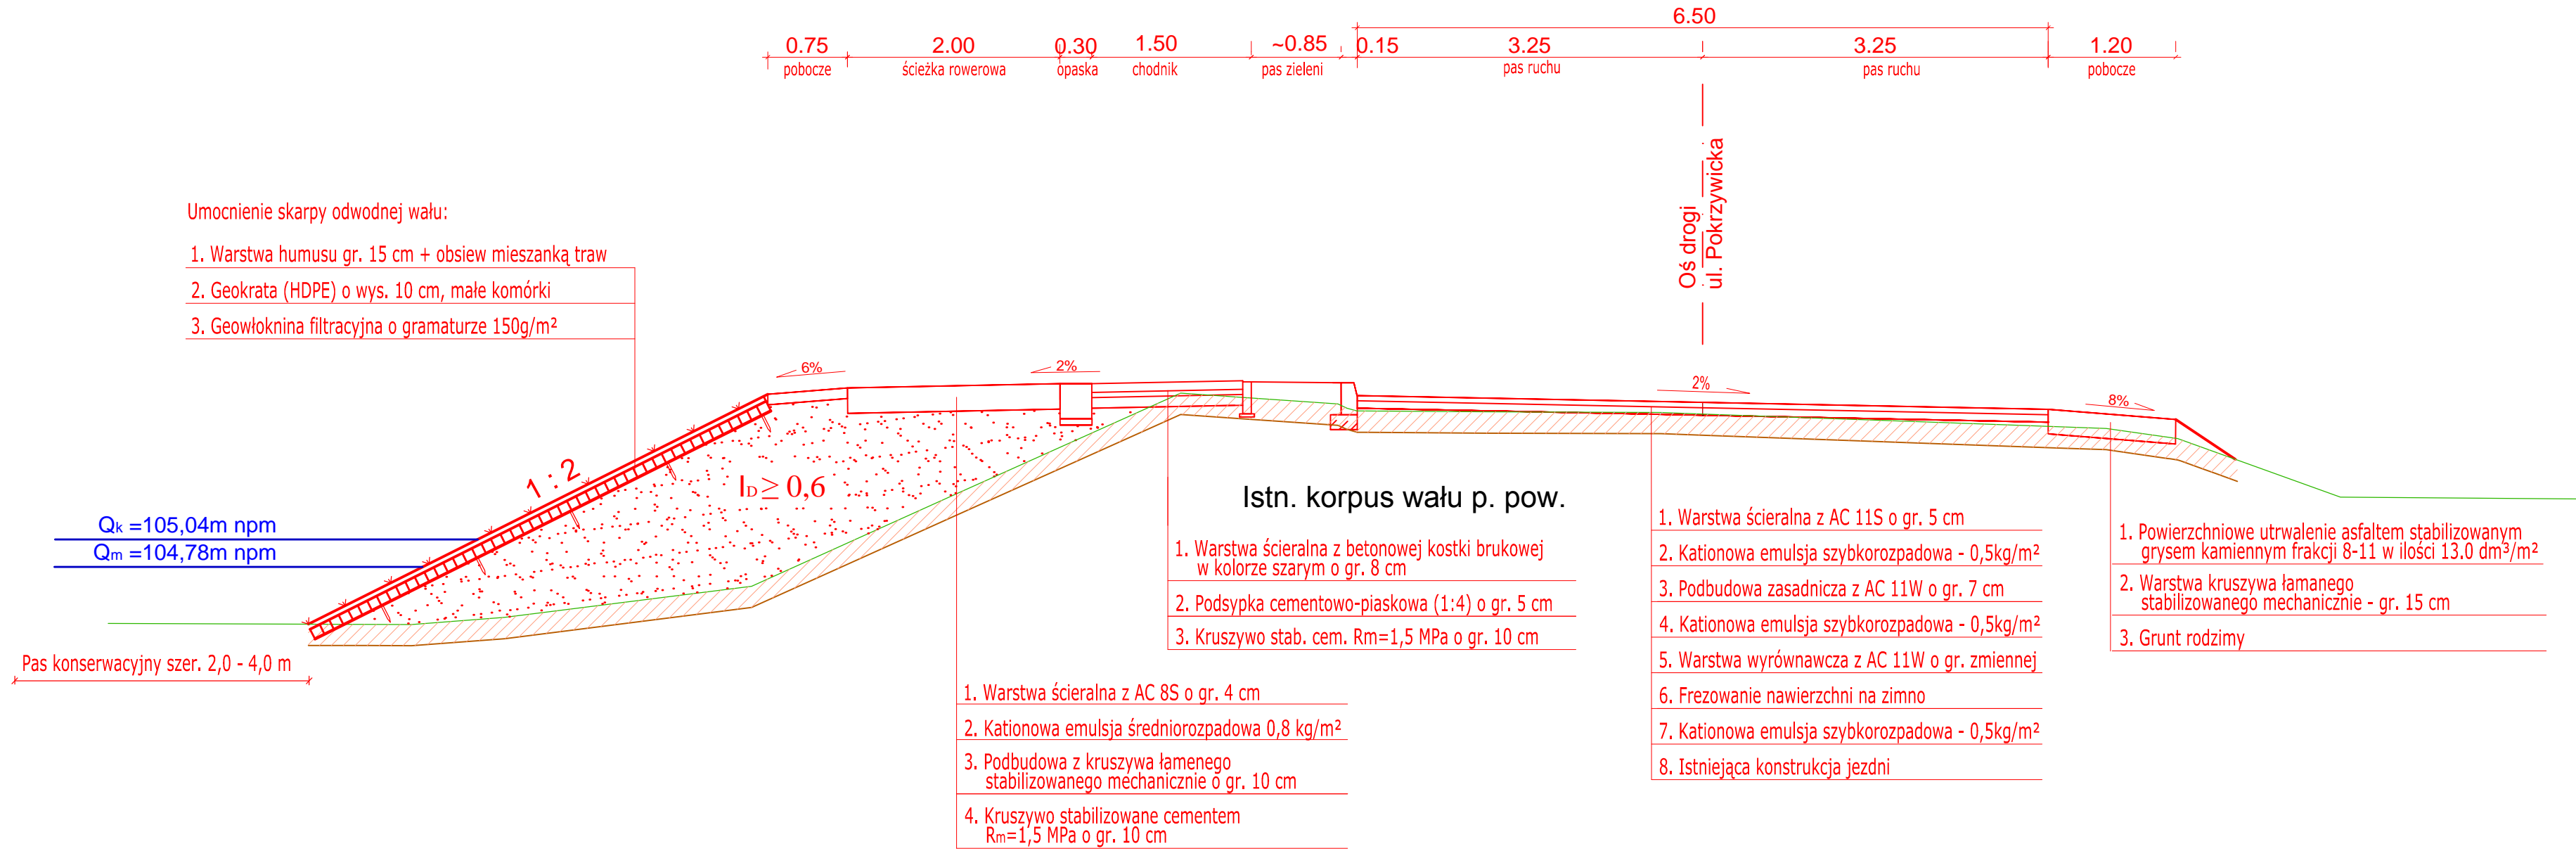 6.50
0.75 2.00 0.30 1.50 ~0.85 0.15 3.25 3.25 1.20
pobocze ścieżka rowerowa opaska chodnik pas zieleni pas ruchu pas ruchu pobocze
Oś drogi
ul. Pokrzywicka
Umocnienie skarpy odwodnej wału:
1. Warstwa humusu gr. 15 cm + obsiew mieszanką traw
2. Geokrata (HDPE) o wys. 10 cm, małe komórki
3. Geowłoknina filtracyjna o gramaturze 150g/m²
6% 2% 2% 8%
1 : 2
ID ≥ 0,6
Istn. korpus wału p. pow.
Qk =105,04m npm
Qm =104,78m npm
Pas konserwacyjny szer. 2,0 - 4,0 m
1. Warstwa ścieralna z AC 8S o gr. 4 cm
2. Kationowa emulsja średniorozpadowa 0,8 kg/m²
3. Podbudowa z kruszywa łamenego
stabilizowanego mechanicznie o gr. 10 cm
4. Kruszywo stabilizowane cementem
Rm=1,5 MPa o gr. 10 cm
1. Warstwa ścieralna z betonowej kostki brukowej
w kolorze szarym o gr. 8 cm
2. Podsypka cementowo-piaskowa (1:4) o gr. 5 cm
3. Kruszywo stab. cem. Rm=1,5 MPa o gr. 10 cm
1. Warstwa ścieralna z AC 11S o gr. 5 cm
2. Kationowa emulsja szybkorozpadowa - 0,5kg/m²
3. Podbudowa zasadnicza z AC 11W o gr. 7 cm
4. Kationowa emulsja szybkorozpadowa - 0,5kg/m²
5. Warstwa wyrównawcza z AC 11W o gr. zmiennej
6. Frezowanie nawierzchni na zimno
7. Kationowa emulsja szybkorozpadowa - 0,5kg/m²
8. Istniejąca konstrukcja jezdni
1. Powierzchniowe utrwalenie asfaltem stabilizowanym
grysem kamiennym frakcji 8-11 w ilości 13.0 dm³/m²
2. Warstwa kruszywa łamanego
stabilizowanego mechanicznie - gr. 15 cm
3. Grunt rodzimy